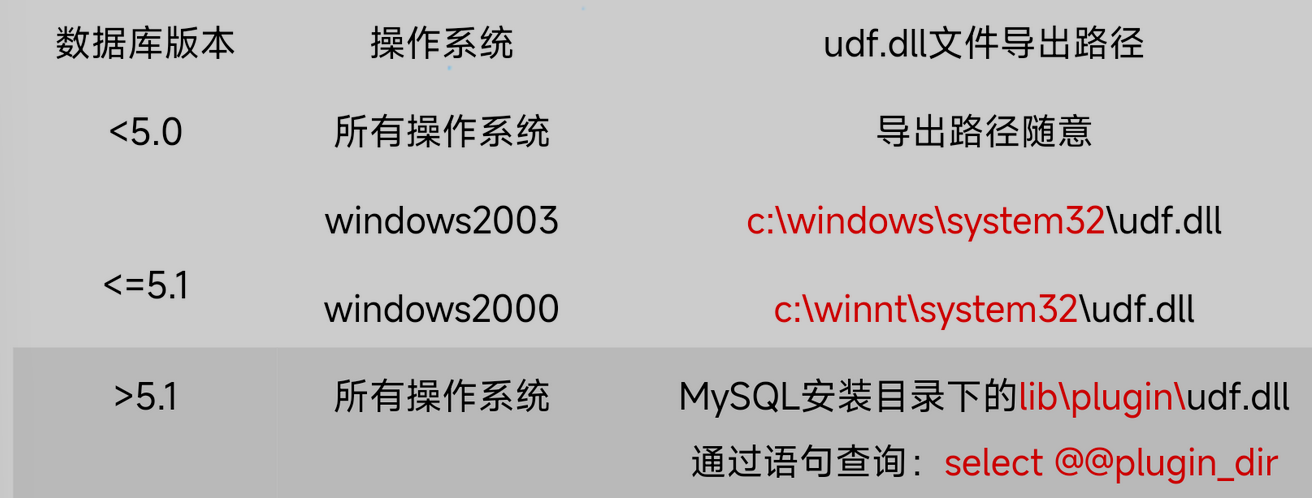 数据库版本 操作系统 udf.dll文件导出路径
<5.0 所有操作系统 导出路径随意
windows2003 c:\windows\system32\udf.dll
<=5.1
windows2000 c:\winnt\system32\udf.dll
>5.1 所有操作系统 MySQL安装目录下的lib\plugin\udf.dll
通过语句查询：select @@plugin_dir